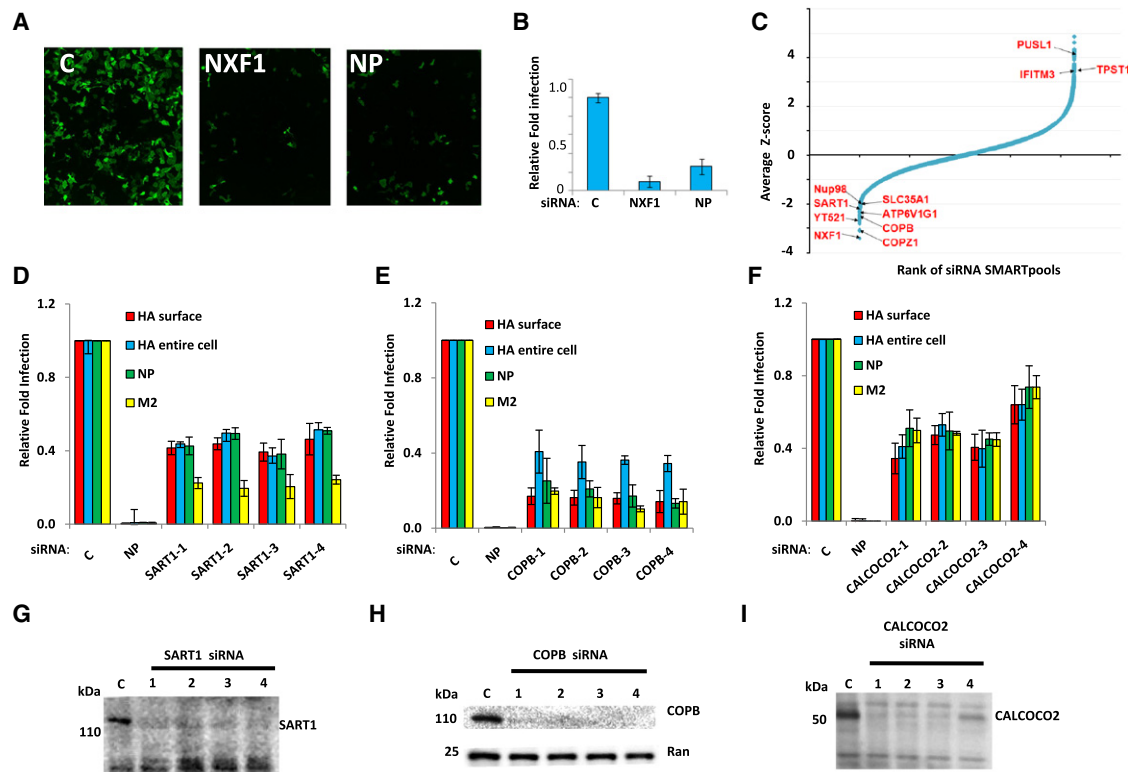 A
C
NXF1
NP
B
Relative Fold infection
1.0
0.5
0
siRNA:
C
NXF1
NP
C
Average Z-score
4
2
0
-2
-4
PUSL1
IFITM3
TPST1
Nup98
SART1
YT521
NXF1
SLC35A1
ATP6V1G1
COPB
COPZ1
Rank of siRNA SMARTpools
D
Relative Fold Infection
1.2
0.8
0.4
0.0
HA surface
HA entire cell
NP
M2
siRNA:
C
NP
SART1-1
SART1-2
SART1-3
SART1-4
E
Relative Fold Infection
1.2
0.8
0.4
0.0
HA surface
HA entire cell
NP
M2
siRNA:
C
NP
COPB-1
COPB-2
COPB-3
COPB-4
F
Relative Fold Infection
1.2
0.8
0.4
0.0
HA surface
HA entire cell
NP
M2
siRNA:
C
NP
CALCOCO2-1
CALCOCO2-2
CALCOCO2-3
CALCOCO2-4
G
SART1 siRNA
kDa
C 1 2 3 4
110
SART1
H
COPB siRNA
kDa
C 1 2 3 4
110
COPB
25
Ran
I
CALCOCO2
siRNA
kDa
C 1 2 3 4
50
CALCOCO2